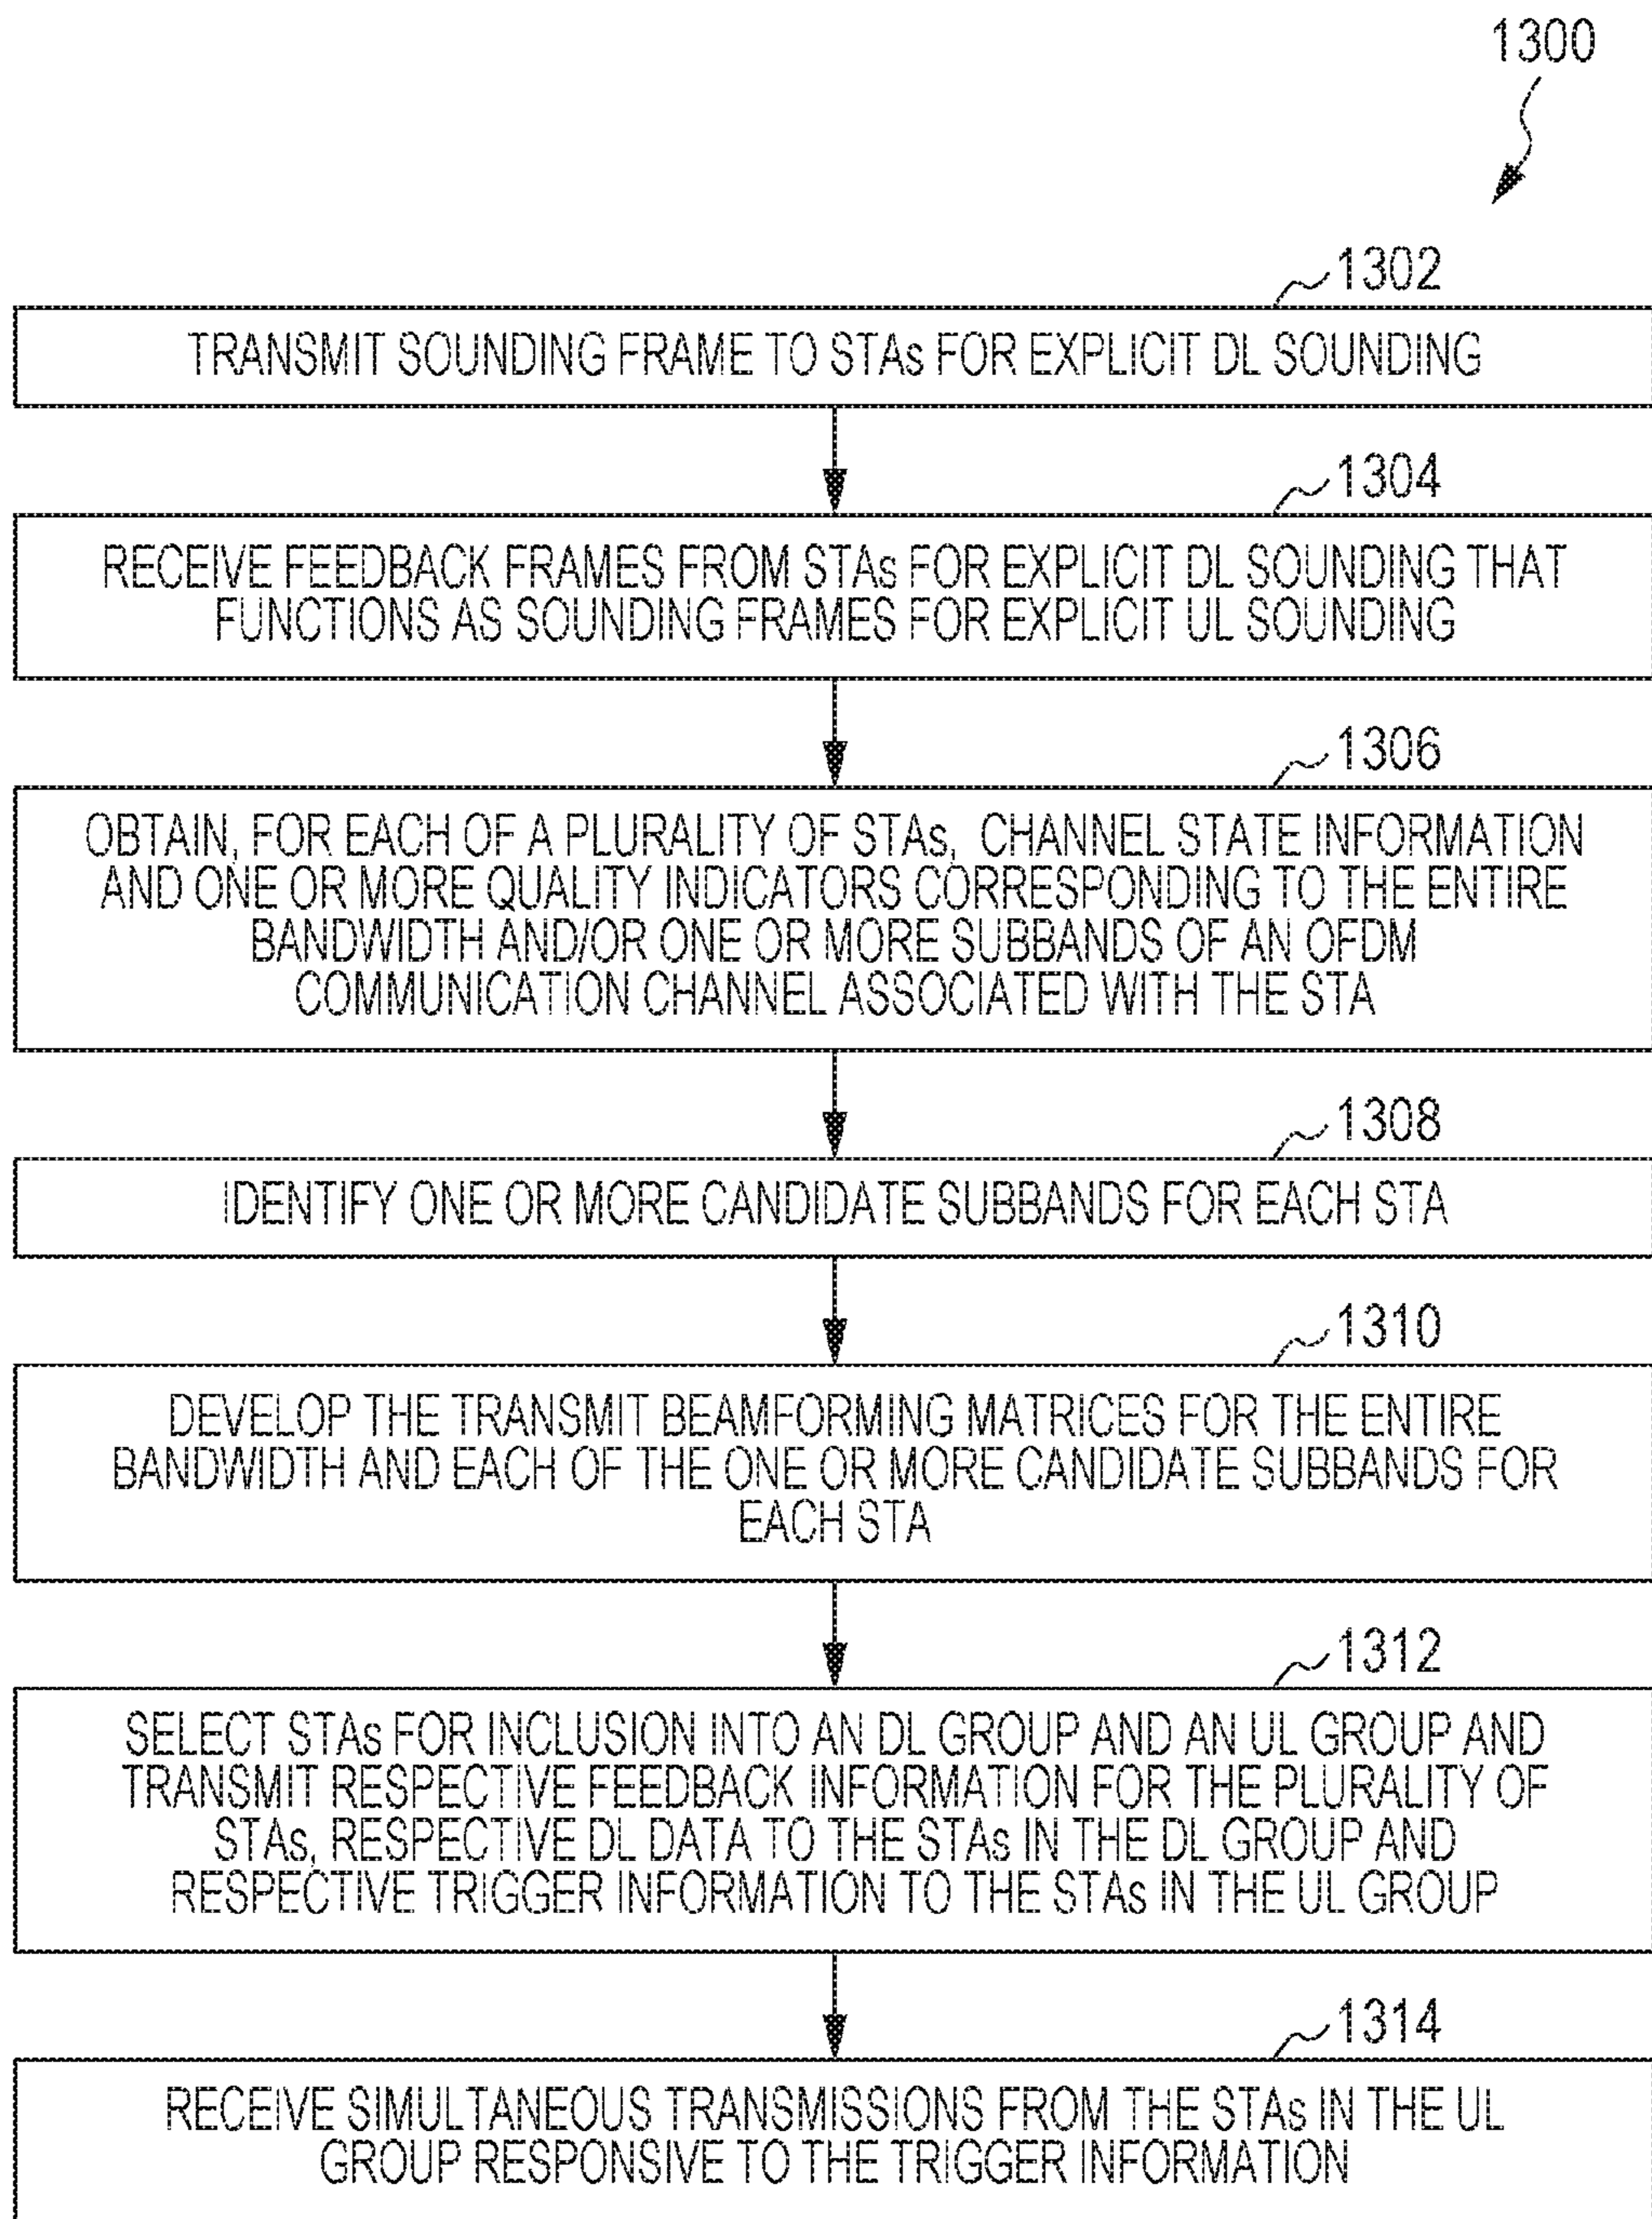 1300
1302
TRANSMIT SOUNDING FRAME TO STAs FOR EXPLICIT DL SOUNDING
1304
RECEIVE FEEDBACK FRAMES FROM STAs FOR EXPLICIT DL SOUNDING THAT
FUNCTIONS AS SOUNDING FRAMES FOR EXPLICIT UL SOUNDING
1306
OBTAIN, FOR EACH OF A PLURALITY OF STAs, CHANNEL STATE INFORMATION
AND ONE OR MORE QUALITY INDICATORS CORRESPONDING TO THE ENTIRE
BANDWIDTH AND/OR ONE OR MORE SUBBANDS OF AN OFDM
COMMUNICATION CHANNEL ASSOCIATED WITH THE STA
1308
IDENTIFY ONE OR MORE CANDIDATE SUBBANDS FOR EACH STA
1310
DEVELOP THE TRANSMIT BEAMFORMING MATRICES FOR THE ENTIRE
BANDWIDTH AND EACH OF THE ONE OR MORE CANDIDATE SUBBANDS FOR
EACH STA
1312
SELECT STAs FOR INCLUSION INTO AN DL GROUP AND AN UL GROUP AND
TRANSMIT RESPECTIVE FEEDBACK INFORMATION FOR THE PLURALITY OF
STAs, RESPECTIVE DL DATA TO THE STAs IN THE DL GROUP AND
RESPECTIVE TRIGGER INFORMATION TO THE STAs IN THE UL GROUP
1314
RECEIVE SIMULTANEOUS TRANSMISSIONS FROM THE STAs IN THE UL
GROUP RESPONSIVE TO THE TRIGGER INFORMATION